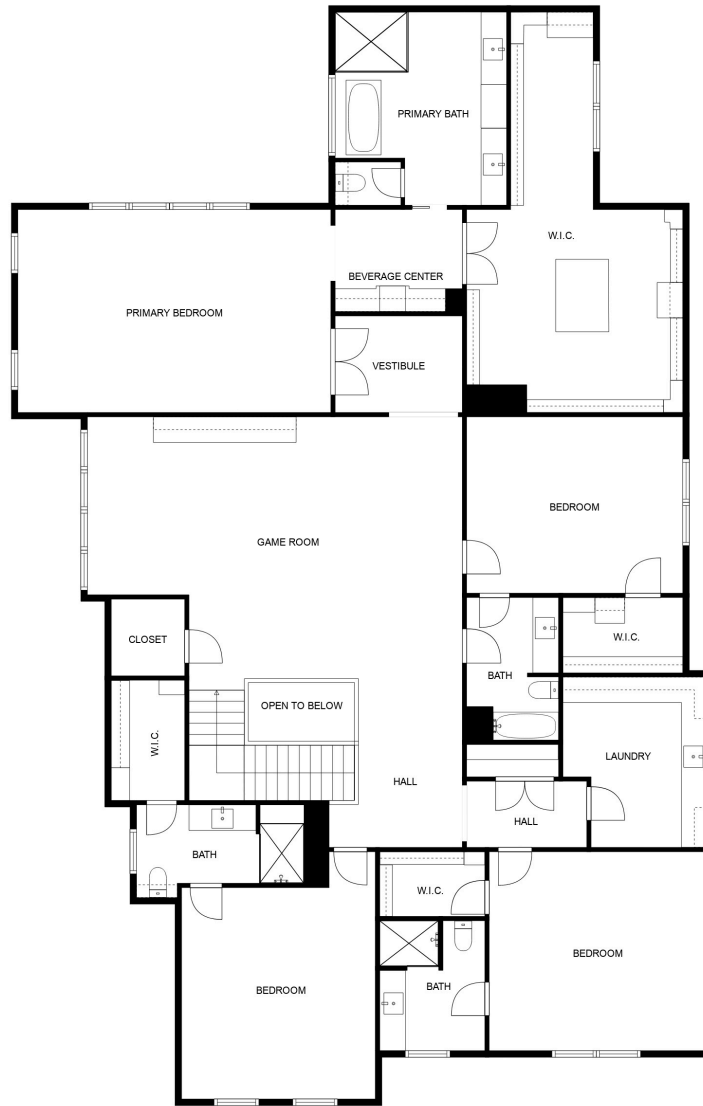 PRIMARY BATH
W.I.C.
BEVERAGE CENTER
PRIMARY BEDROOM
VESTIBULE
BEDROOM
GAME ROOM
CLOSET
W.I.C.
BATH
OPEN TO BELOW
W.I.C.
LAUNDRY
HALL
HALL
BATH
W.I.C.
BEDROOM
BATH
BEDROOM